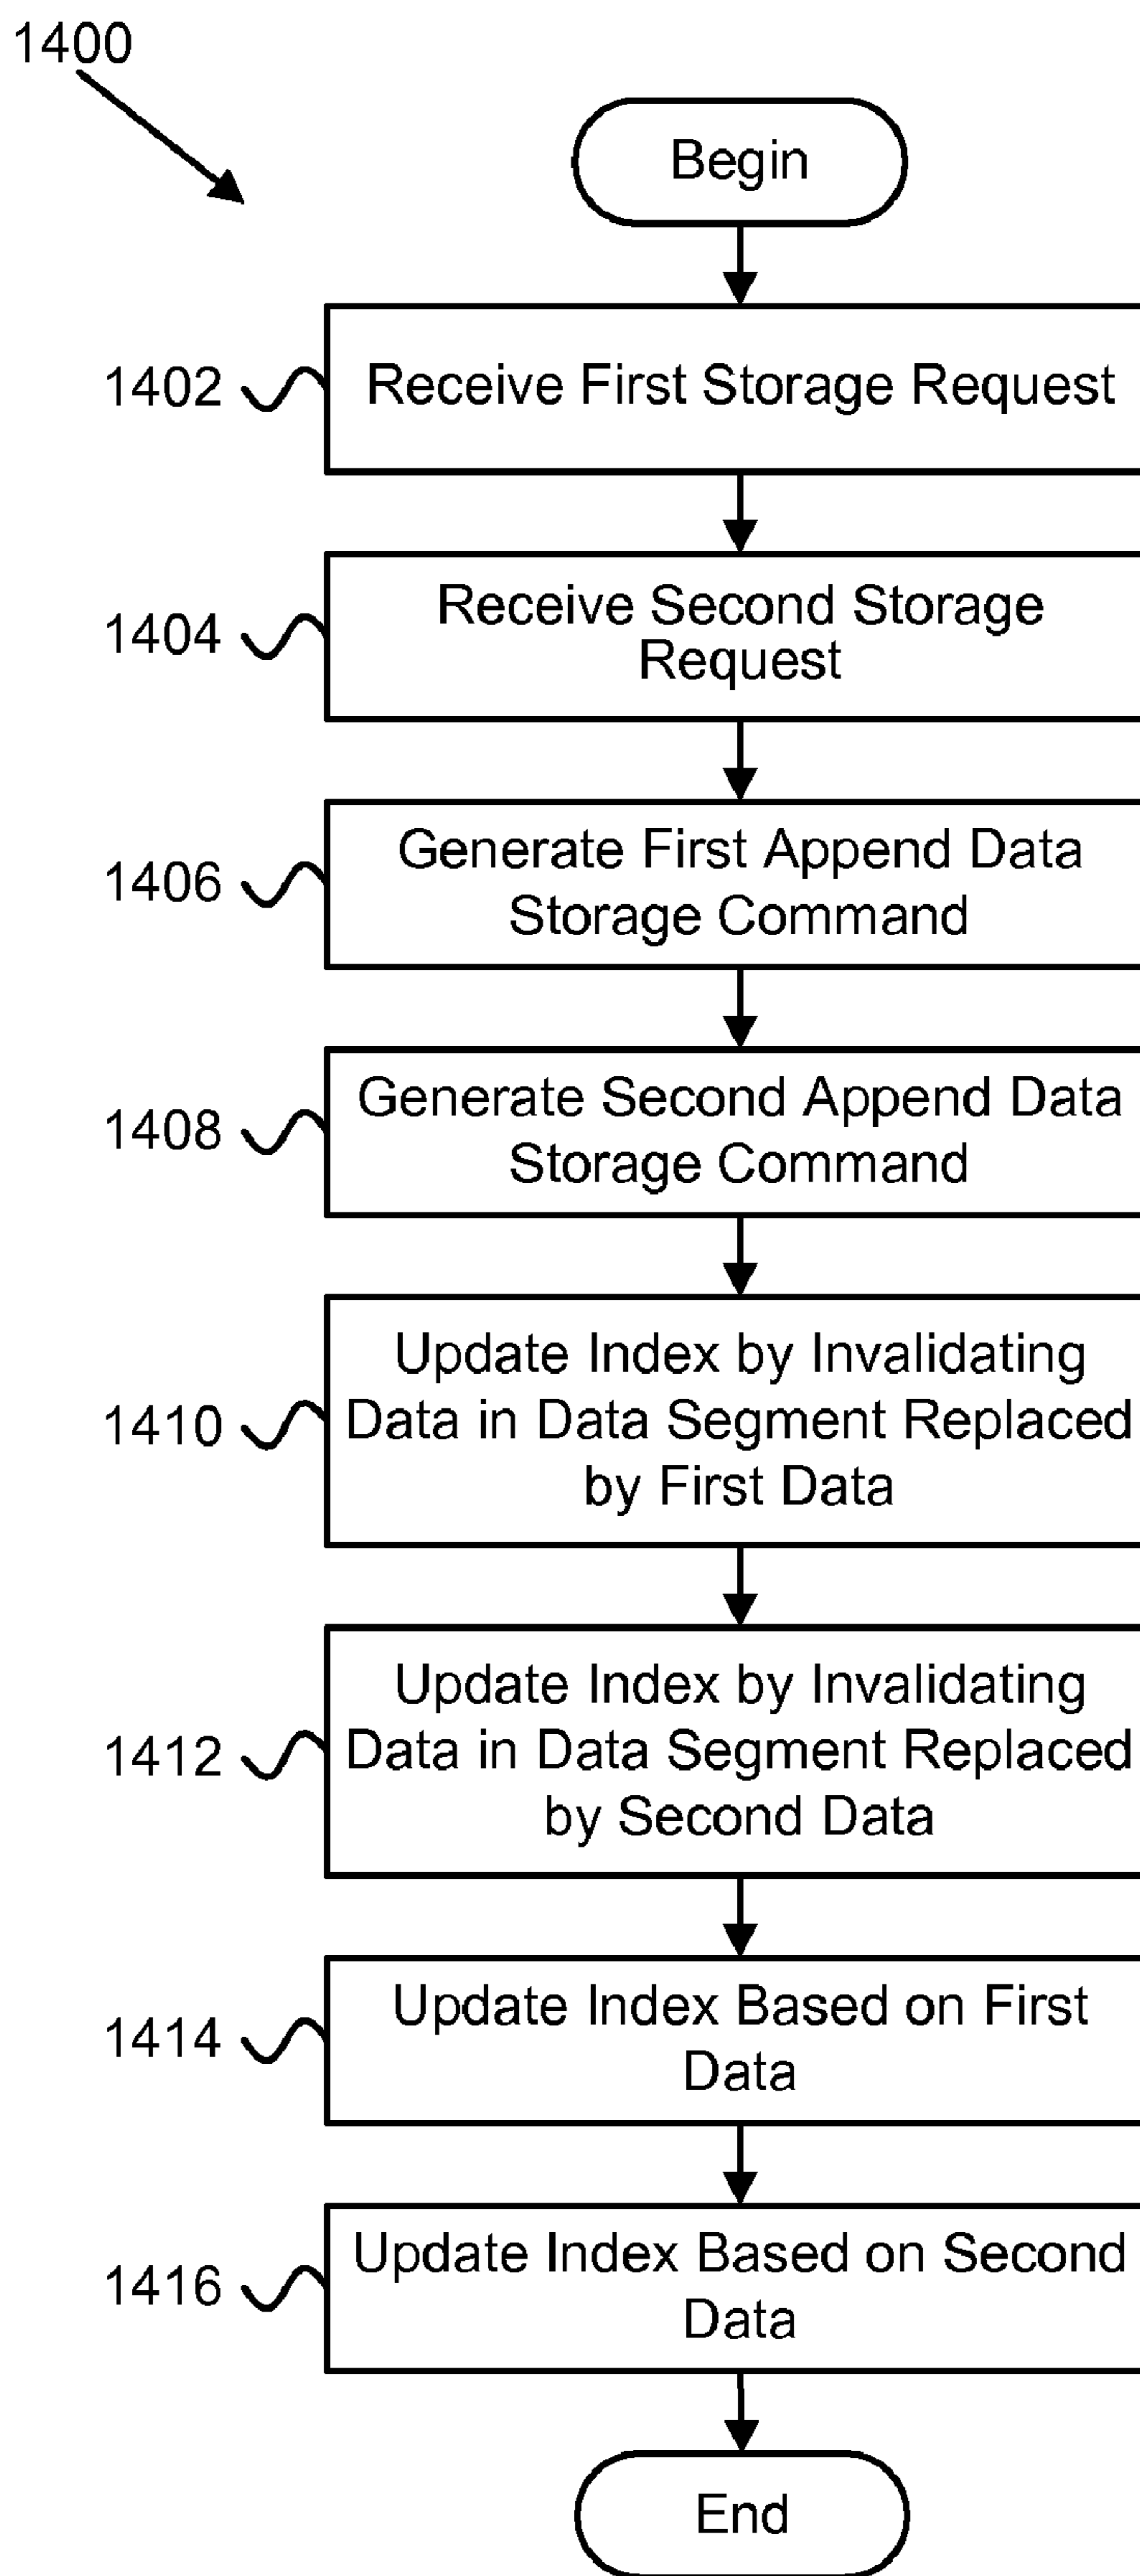 1400
Begin
1402
Receive First Storage Request
1404
Receive Second Storage
Request
1406
Generate First Append Data
Storage Command
1408
Generate Second Append Data
Storage Command
1410
Update Index by Invalidating
Data in Data Segment Replaced
by First Data
1412
Update Index by Invalidating
Data in Data Segment Replaced
by Second Data
1414
Update Index Based on First
Data
1416
Update Index Based on Second
Data
End